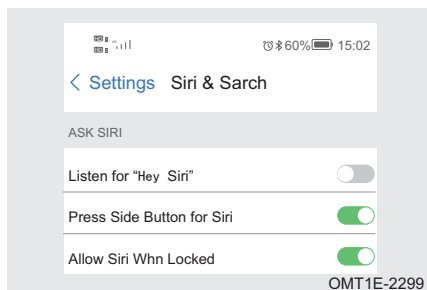 60% 15:02
Settings Siri & Sarch
ASK SIRI
Listen for “Hey Siri”
Press Side Button for Siri
Allow Siri Whn Locked
OMT1E-2299